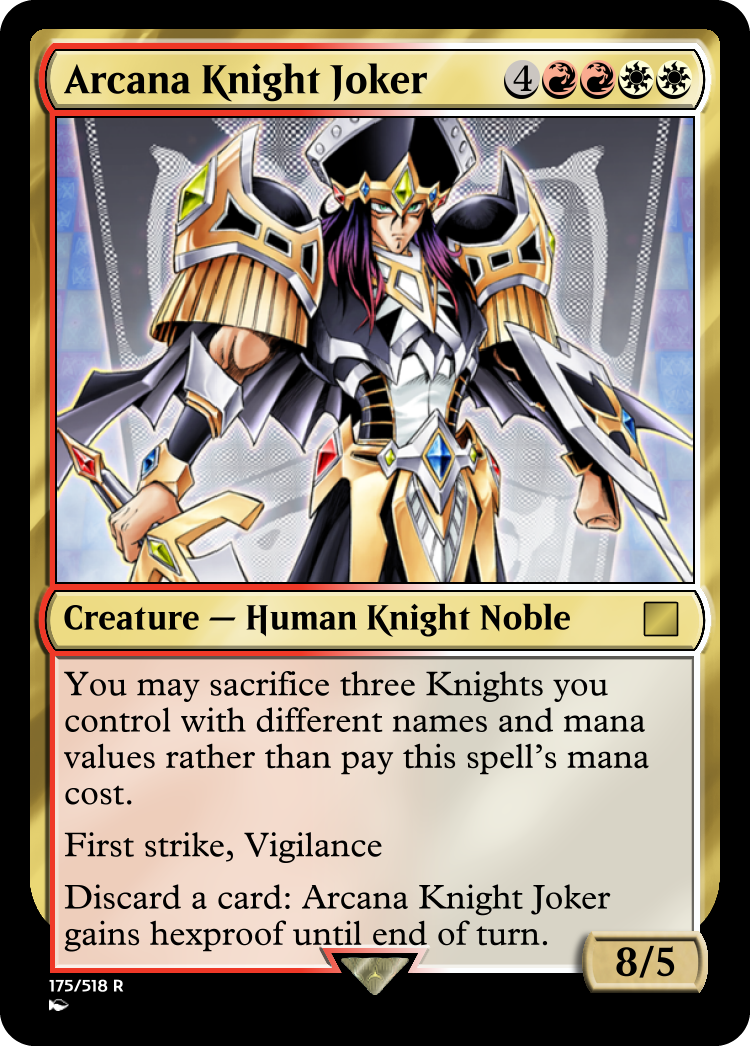 Arcana Knight Joker 4
Creature — Human Knight Noble
You may sacrifice three Knights you
control with different names and mana
values rather than pay this spell's mana
cost.
First strike, Vigilance
Discard a card: Arcana Knight Joker
gains hexproof until end of turn.
8/5
175/518 R